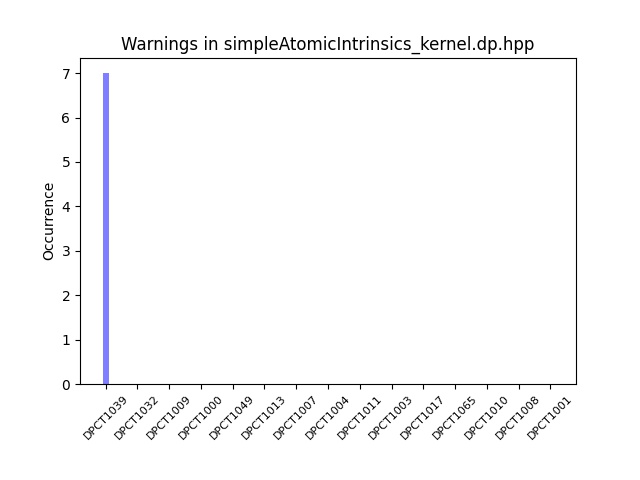 Warnings in simpleAtomicIntrinsics_kernel.dp.hpp
Occurrence
7
6
5
4
3
2
1
0
DPCT1039
DPCT1032
DPCT1009
DPCT1000
DPCT1049
DPCT1013
DPCT1007
DPCT1004
DPCT1011
DPCT1003
DPCT1017
DPCT1065
DPCT1010
DPCT1008
DPCT1001